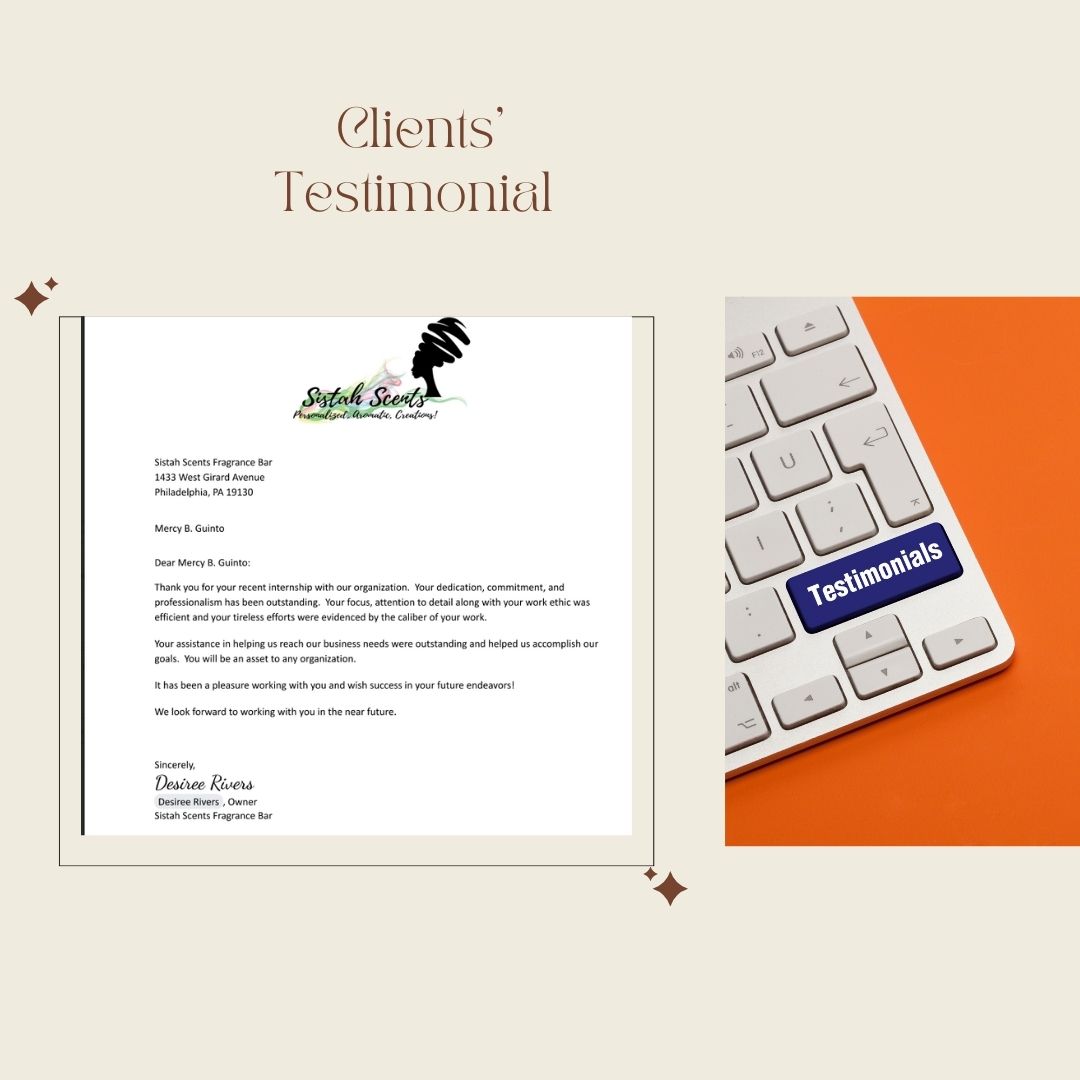 Clients’
Testimonial
Sistah Scents
Personalized, Aromatic, Creations!
Sistah Scents Fragrance Bar
1433 West Girard Avenue
Philadelphia, PA 19130
Mercy B. Guinto
Dear Mercy B. Guinto:
Thank you for your recent internship with our organization.  Your dedication, commitment, and
professionalism has been outstanding.  Your focus, attention to detail along with your work ethic was
efficient and your tireless efforts were evidenced by the caliber of your work.
Your assistance in helping us reach our business needs were outstanding and helped us accomplish our
goals.  You will be an asset to any organization.
It has been a pleasure working with you and wish success in your future endeavors!
We look forward to working with you in the near future.
Sincerely,
Desiree Rivers
Desiree Rivers , Owner
Sistah Scents Fragrance Bar
F12
U
I
; ,
: .
Testimonials
alt